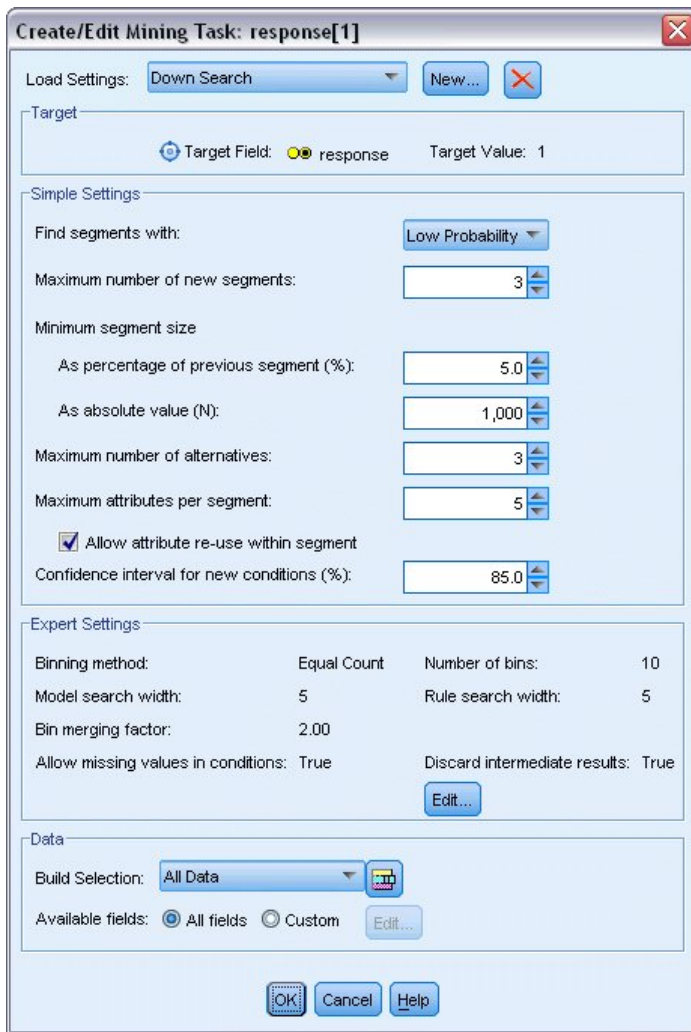 Create/Edit Mining Task: response[1]
Load Settings: Down Search New...
Target
Target Field: response Target Value: 1
Simple Settings
Find segments with: Low Probability
Maximum number of new segments: 3
Minimum segment size
As percentage of previous segment (%): 5.0
As absolute value (N): 1,000
Maximum number of alternatives: 3
Maximum attributes per segment: 5
Allow attribute re-use within segment
Confidence interval for new conditions (%): 85.0
Expert Settings
Binning method: Equal Count Number of bins: 10
Model search width: 5 Rule search width: 5
Bin merging factor: 2.00
Allow missing values in conditions: True Discard intermediate results: True
Edit...
Data
Build Selection: All Data
Available fields: All fields Custom Edit...
OK Cancel Help